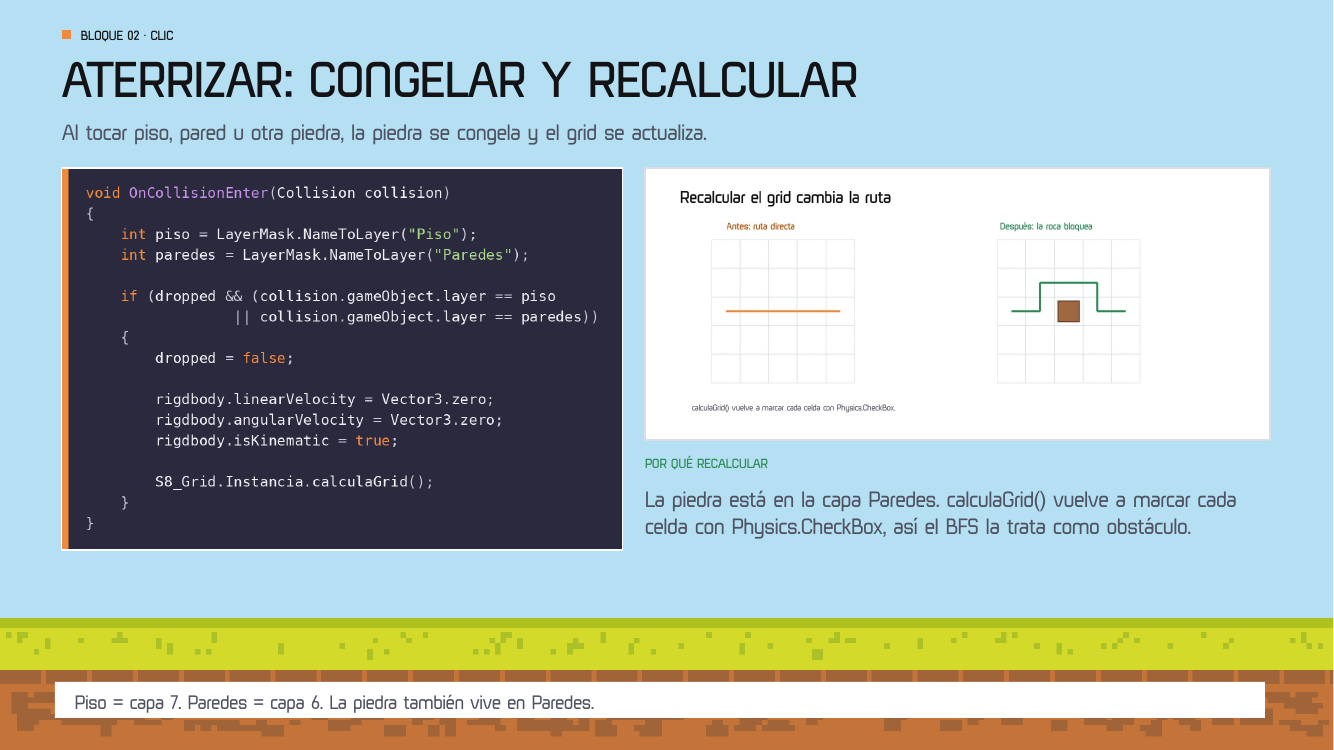 BLOQUE 02 · CLIC
ATERRIZAR: CONGELAR Y RECALCULAR
Al tocar piso, pared u otra piedra, la piedra se congela y el grid se actualiza.
void OnCollisionEnter(Collision collision)
{
    int piso = LayerMask.NameToLayer("Piso");
    int paredes = LayerMask.NameToLayer("Paredes");
    if (dropped && (collision.gameObject.layer == piso
                 || collision.gameObject.layer == paredes))
    {
        dropped = false;
        rigdbody.linearVelocity = Vector3.zero;
        rigdbody.angularVelocity = Vector3.zero;
        rigdbody.isKinematic = true;
        S8_Grid.Instancia.calculaGrid();
    }
}
Recalcular el grid cambia la ruta
Antes: ruta directa
Después: la roca bloquea
calculaGrid() vuelve a marcar cada celda con Physics.CheckBox.
POR QUÉ RECALCULAR
La piedra está en la capa Paredes. calculaGrid() vuelve a marcar cada
celda con Physics.CheckBox, así el BFS la trata como obstáculo.
Piso = capa 7. Paredes = capa 6. La piedra también vive en Paredes.